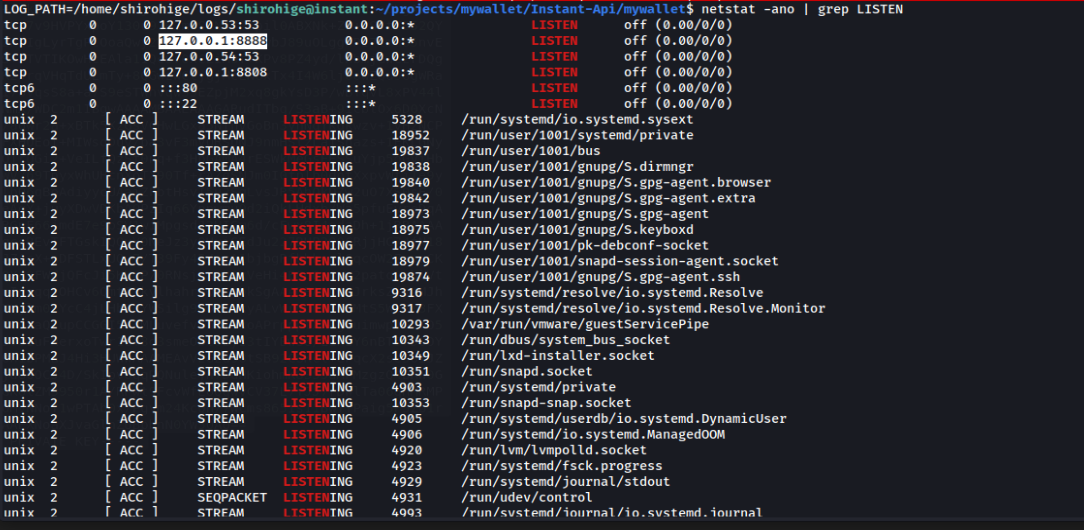 LOG_PATH=/home/shirohige/logs/shirohige@instant:~/projects/mywallet/Instant-Api/mywallet$ netstat -ano | grep LISTEN
tcp 0 0 127.0.0.53:53 0.0.0.0:* LISTEN off (0.00/0/0)
tcp 0 0 127.0.0.1:8888 0.0.0.0:* LISTEN off (0.00/0/0)
tcp 0 0 127.0.0.54:53 0.0.0.0:* LISTEN off (0.00/0/0)
tcp 0 0 127.0.0.1:8808 0.0.0.0:* LISTEN off (0.00/0/0)
tcp6 0 0 :::80 :::* LISTEN off (0.00/0/0)
tcp6 0 0 :::22 :::* LISTEN off (0.00/0/0)
unix 2 [ ACC ] STREAM LISTENING 5328 /run/systemd/io.systemd.sysext
unix 2 [ ACC ] STREAM LISTENING 18952 /run/user/1001/systemd/private
unix 2 [ ACC ] STREAM LISTENING 19837 /run/user/1001/bus
unix 2 [ ACC ] STREAM LISTENING 19838 /run/user/1001/gnupg/S.dirmngr
unix 2 [ ACC ] STREAM LISTENING 19840 /run/user/1001/gnupg/S.gpg-agent.browser
unix 2 [ ACC ] STREAM LISTENING 19842 /run/user/1001/gnupg/S.gpg-agent.extra
unix 2 [ ACC ] STREAM LISTENING 18973 /run/user/1001/gnupg/S.gpg-agent
unix 2 [ ACC ] STREAM LISTENING 18975 /run/user/1001/gnupg/S.keyboxd
unix 2 [ ACC ] STREAM LISTENING 18977 /run/user/1001/pk-debconf-socket
unix 2 [ ACC ] STREAM LISTENING 18979 /run/user/1001/snapd-session-agent.socket
unix 2 [ ACC ] STREAM LISTENING 19874 /run/user/1001/gnupg/S.gpg-agent.ssh
unix 2 [ ACC ] STREAM LISTENING 9316 /run/systemd/resolve/io.systemd.Resolve
unix 2 [ ACC ] STREAM LISTENING 9317 /run/systemd/resolve/io.systemd.Resolve.Monitor
unix 2 [ ACC ] STREAM LISTENING 10293 /var/run/vmware/guestServicePipe
unix 2 [ ACC ] STREAM LISTENING 10343 /run/dbus/system_bus_socket
unix 2 [ ACC ] STREAM LISTENING 10349 /run/lxd-installer.socket
unix 2 [ ACC ] STREAM LISTENING 10351 /run/snapd.socket
unix 2 [ ACC ] STREAM LISTENING 4903 /run/systemd/private
unix 2 [ ACC ] STREAM LISTENING 10353 /run/snapd-snap.socket
unix 2 [ ACC ] STREAM LISTENING 4905 /run/systemd/userdb/io.systemd.DynamicUser
unix 2 [ ACC ] STREAM LISTENING 4906 /run/systemd/io.systemd.ManagedOOM
unix 2 [ ACC ] STREAM LISTENING 4920 /run/lvm/lvmpolld.socket
unix 2 [ ACC ] STREAM LISTENING 4923 /run/systemd/fsck.progress
unix 2 [ ACC ] STREAM LISTENING 4929 /run/systemd/journal/stdout
unix 2 [ ACC ] SEQPACKET LISTENING 4931 /run/udev/control
unix 2 [ ACC ] STREAM LISTENING 4993 /run/systemd/journal/io.systemd.journal